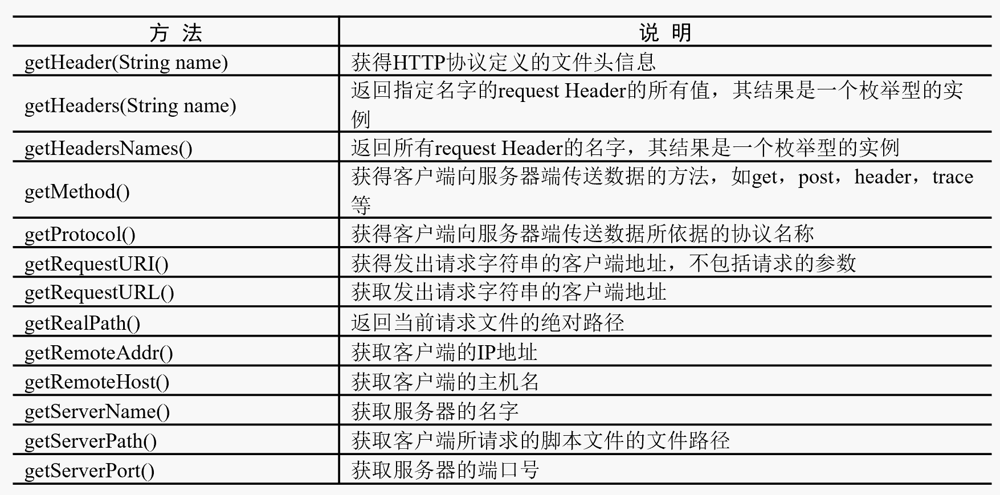 方 法 说 明
getHeader(String name) 获得HTTP协议定义的文件头信息
getHeaders(String name) 返回指定名字的request Header的所有值，其结果是一个枚举型的实
例
getHeadersNames() 返回所有request Header的名字，其结果是一个枚举型的实例
getMethod() 获得客户端向服务器端传送数据的方法，如get，post，header，trace
等
getProtocol() 获得客户端向服务器端传送数据所依据的协议名称
getRequestURI() 获得发出请求字符串的客户端地址，不包括请求的参数
getRequestURL() 获取发出请求字符串的客户端地址
getRealPath() 返回当前请求文件的绝对路径
getRemoteAddr() 获取客户端的IP地址
getRemoteHost() 获取客户端的主机名
getServerName() 获取服务器的名字
getServerPath() 获取客户端所请求的脚本文件的文件路径
getServerPort() 获取服务器的端口号